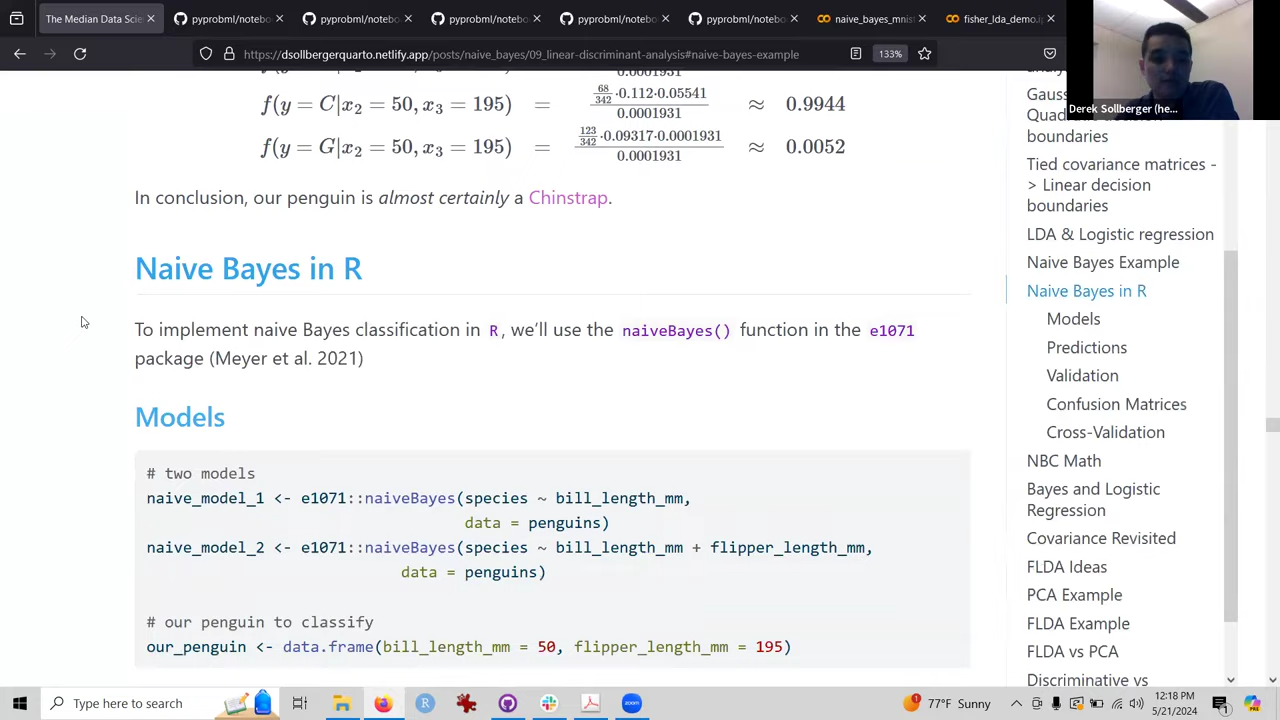 The Median Data Scie
pyprobml/notebo
pyprobml/notebo
pyprobml/notebo
pyprobml/notebo
pyprobml/notebo
naive_bayes_mnis
fisher_lda_demo.i
https://dsollbergerquarto.netlify.app/posts/naive_bayes/09_linear-discriminant-analysis#naive-bayes-example
133%
Derek Sollberger (he...
0.0001931
f(y = C|x₂ = 50, x₃ = 195) = 68/342·0.112·0.05541 / 0.0001931 ≈ 0.9944
f(y = G|x₂ = 50, x₃ = 195) = 123/342·0.09317·0.0001931 / 0.0001931 ≈ 0.0052
In conclusion, our penguin is almost certainly a Chinstrap.
Naive Bayes in R
To implement naive Bayes classification in R, we'll use the naiveBayes() function in the e1071
package (Meyer et al. 2021)
Models
# two models
naive_model_1 <- e1071::naiveBayes(species ~ bill_length_mm,
data = penguins)
naive_model_2 <- e1071::naiveBayes(species ~ bill_length_mm + flipper_length_mm,
data = penguins)
# our penguin to classify
our_penguin <- data.frame(bill_length_mm = 50, flipper_length_mm = 195)
boundaries
Tied covariance matrices -
> Linear decision
boundaries
LDA & Logistic regression
Naive Bayes Example
Naive Bayes in R
Models
Predictions
Validation
Confusion Matrices
Cross-Validation
NBC Math
Bayes and Logistic
Regression
Covariance Revisited
FLDA Ideas
PCA Example
FLDA Example
FLDA vs PCA
Discriminative vs
Type here to search
77°F Sunny
12:18 PM
5/21/2024